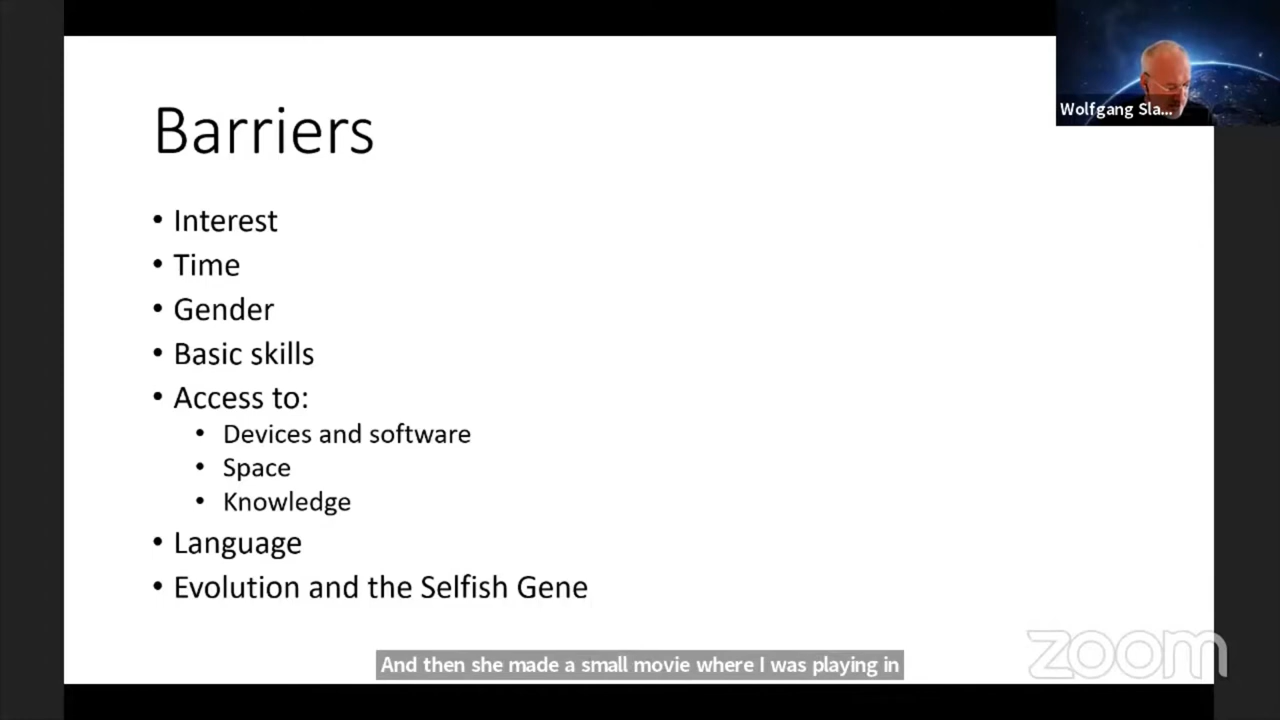 Barriers
Wolfgang Sla...
• Interest
• Time
• Gender
• Basic skills
• Access to:
• Devices and software
• Space
• Knowledge
• Language
• Evolution and the Selfish Gene
And then she made a small movie where I was playing in
zoom